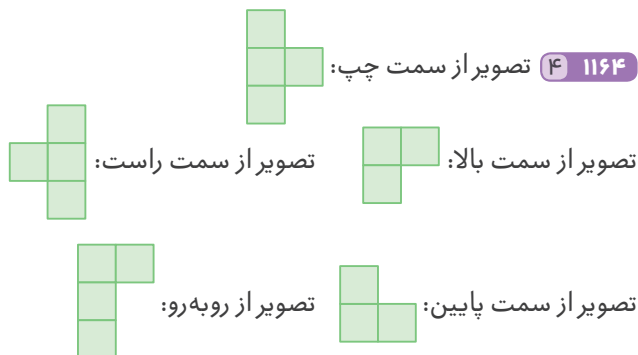 ۱۱۶۴ ۴ تصویر از سمت چپ:
تصویر از سمت بالا: تصویر از سمت راست:
تصویر از سمت پایین: تصویر از روبه‌رو: